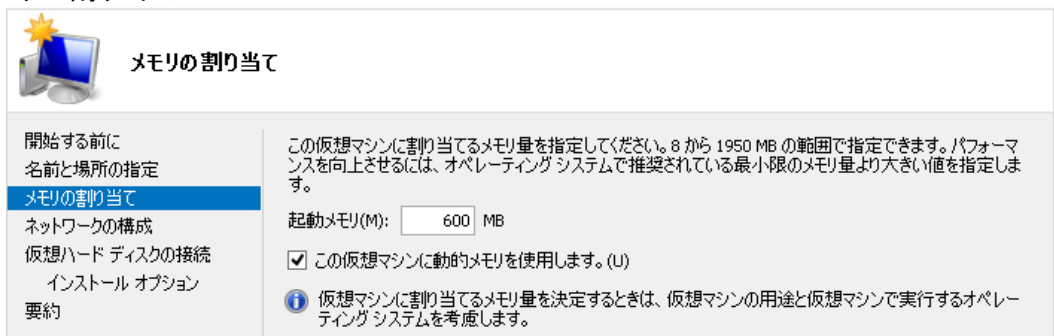 メモリの割り当て
開始する前に
名前と場所の指定
メモリの割り当て
ネットワークの構成
仮想ハード ディスクの接続
インストール オプション
要約
この仮想マシンに割り当てるメモリ量を指定してください。8 から 1950 MB の範囲で指定できます。パフォーマ
ンスを向上させるには、オペレーティング システムで推奨されている最小限のメモリ量より大きい値を指定しま
す。
起動メモリ(M): 600 MB
この仮想マシンに動的メモリを使用します。(U)
仮想マシンに割り当てるメモリ量を決定するときは、仮想マシンの用途と仮想マシンで実行するオペレー
ティング システムを考慮します。